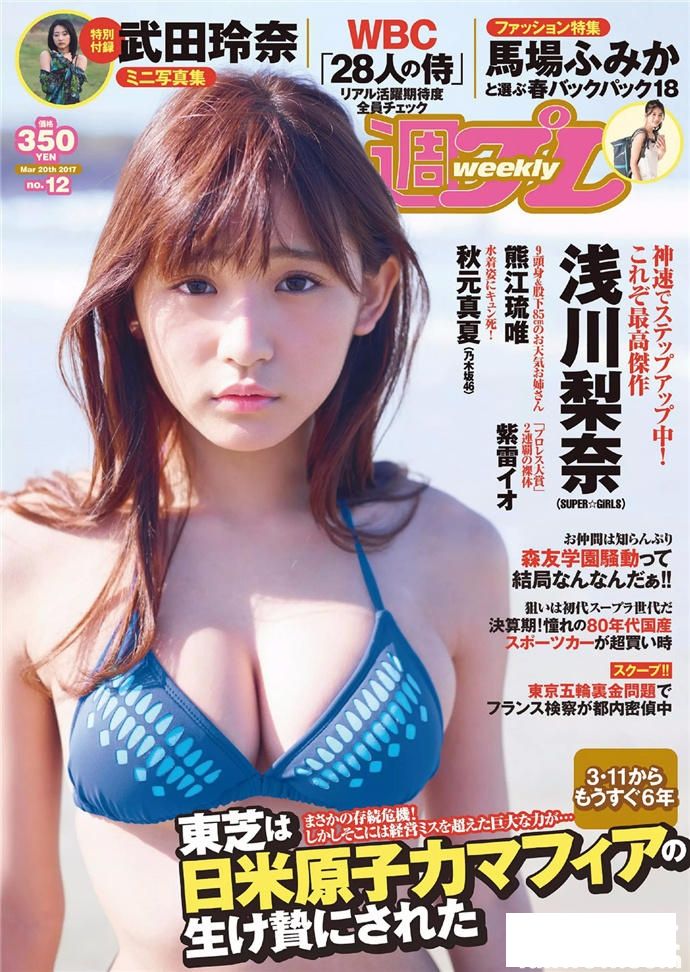 特別付録
武田玲奈
ミニ写真集
WBC
「28人の侍」
リアル活躍期待度
全員チェック
ファッション特集
馬場ふみか
と選ぶ春バックパック18
価格
350
YEN
Mar 20th 2017
no.12
週プレ
weekly
神速でステップアップ中!
これぞ最高傑作
浅川梨奈
(SUPER☆GiRLS)
9頭身&股下85㎝のお天気お姉さん
熊江琉唯
水着姿にキュン死!
秋元真夏(乃木坂46)
「プロレス大賞」
2連覇の裸体
紫雷イオ
お仲間は知らんぷり
森友学園騒動って
結局なんなんだぁ!!
狙いは初代スープラ世代だ
決算期!憧れの80年代国産
スポーツカーが超買い時
スクープ!!
東京五輪裏金問題で
フランス検察が都内密偵中
3・11から
もうすぐ6年
まさかの存続危機!
しかしそこには経営ミスを超えた巨大な力が…
東芝は
日米原子力マフィアの
生け贄にされた